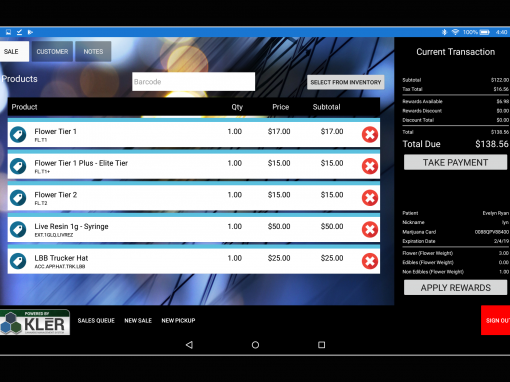 100% 4:40
SALE CUSTOMER NOTES
Current Transaction
Products Barcode SELECT FROM INVENTORY
Product Qty Price Subtotal
Flower Tier 1 1.00 $17.00 $17.00
FL.T1
Flower Tier 1 Plus - Elite Tier 1.00 $15.00 $15.00
FL.T1+
Flower Tier 2 1.00 $15.00 $15.00
FL.T2
Live Resin 1g - Syringe 1.00 $50.00 $50.00
EXT.1G,LIVREZ
LBB Trucker Hat 1.00 $25.00 $25.00
ACC.APP.HAT.TRK.LBB
Subtotal $122.00
Tax Total $16.56
Rewards Available $6.98
Rewards Discount $0.00
Discount Total $0.00
Total $138.56
Total Due $138.56
TAKE PAYMENT
Patient Evelyn Ryan
Nickname lyn
Marijuana Card
Expiration Date 2/4/19
Flower (Flower Weight) 3.00
Edibles (Flower Weight) 0.00
Non Edibles (Flower Weight) 1.00
APPLY REWARDS
POWERED BY
KLĒR
SALES QUEUE NEW SALE NEW PICKUP
SIGN OUT